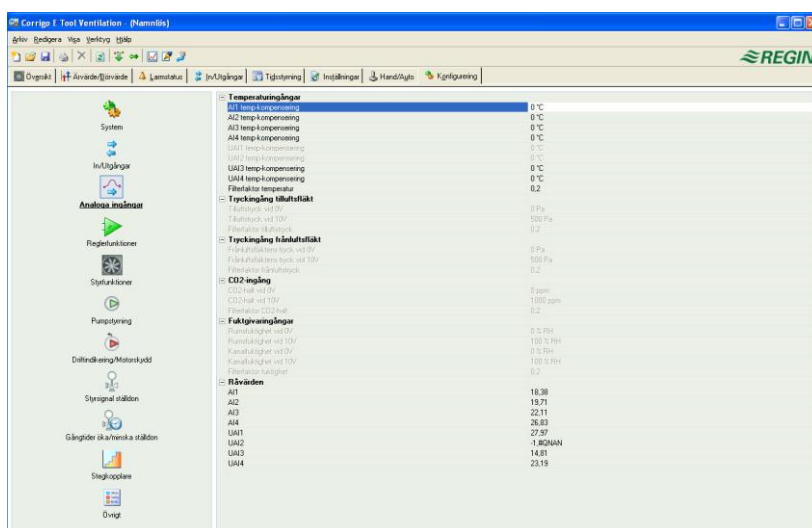 Corrigo E Tool Ventilation - (Namnlös)
Arkiv Redigera Visa Verktyg Hjälp
REGIN
Översikt Ärvärde/Börvärde Larmstatus In/Utgångar Tidsstyrning Inställningar Hand/Auto Konfigurering
System
In/Utgångar
Analoga ingångar
Reglerfunktioner
Styrfunktioner
Pumpstyrning
Driftindikering/Motorskydd
Styrsignal ställdon
Gångtider öka/minska ställdon
Stegkopplare
Övrigt
Temperaturingångar
AI1 temp-kompensering 0 °C
AI2 temp-kompensering 0 °C
AI3 temp-kompensering 0 °C
AI4 temp-kompensering 0 °C
UAI1 temp-kompensering 0 °C
UAI2 temp-kompensering 0 °C
UAI3 temp-kompensering 0 °C
UAI4 temp-kompensering 0 °C
Filterfaktor temperatur 0,2
Tryckingång tilluftsfläkt
Tilluftstryck vid 0V 0 Pa
Tilluftstryck vid 10V 500 Pa
Filterfaktor tilluftstryck 0,2
Tryckingång frånluftsfläkt
Frånluftsfläktens tryck vid 0V 0 Pa
Frånluftsfläktens tryck vid 10V 500 Pa
Filterfaktor frånluftstryck 0,2
CO2-ingång
CO2-halt vid 0V 0 ppm
CO2-halt vid 10V 1000 ppm
Filterfaktor CO2-halt 0,2
Fuktgivaringångar
Rumsfuktighet vid 0V 0 % RH
Rumsfuktighet vid 10V 100 % RH
Kanalfuktighet vid 0V 0 % RH
Kanalfuktighet vid 10V 100 % RH
Filterfaktor fuktighet 0,2
Råvärden
AI1 18,38
AI2 19,71
AI3 22,11
AI4 26,83
UAI1 27,97
UAI2 -1,#QNAN
UAI3 14,81
UAI4 23,19